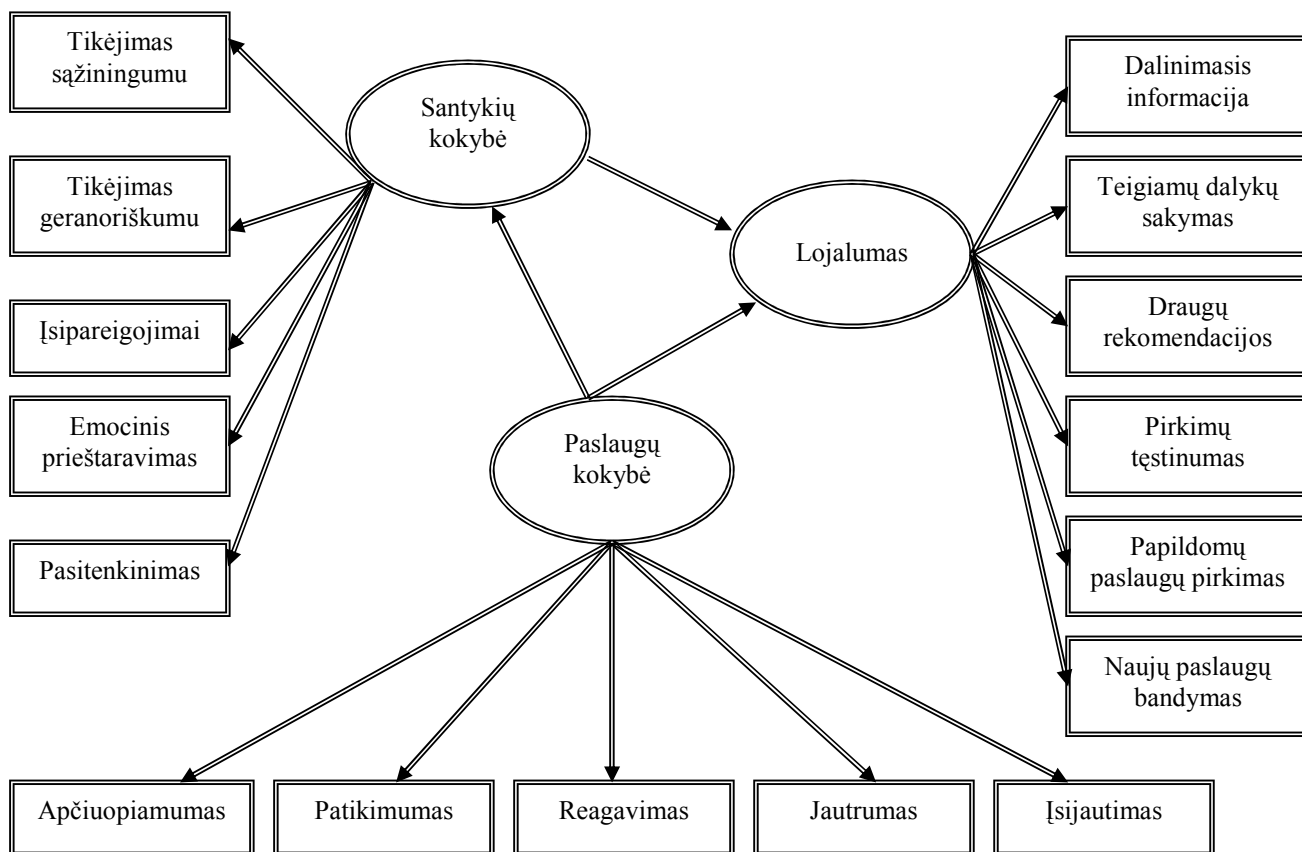 Tikėjimas
sąžiningumu
Tikėjimas
geranoriškumu
Įsipareigojimai
Emocinis
prieštaravimas
Pasitenkinimas
Santykių
kokybė
Lojalumas
Paslaugų
kokybė
Dalinimasis
informacija
Teigiamų dalykų
sakymas
Draugų
rekomendacijos
Pirkimų
tęstinumas
Papildomų
paslaugų pirkimas
Naujų paslaugų
bandymas
Apčiuopiamumas
Patikimumas
Reagavimas
Jautrumas
Įsijautimas